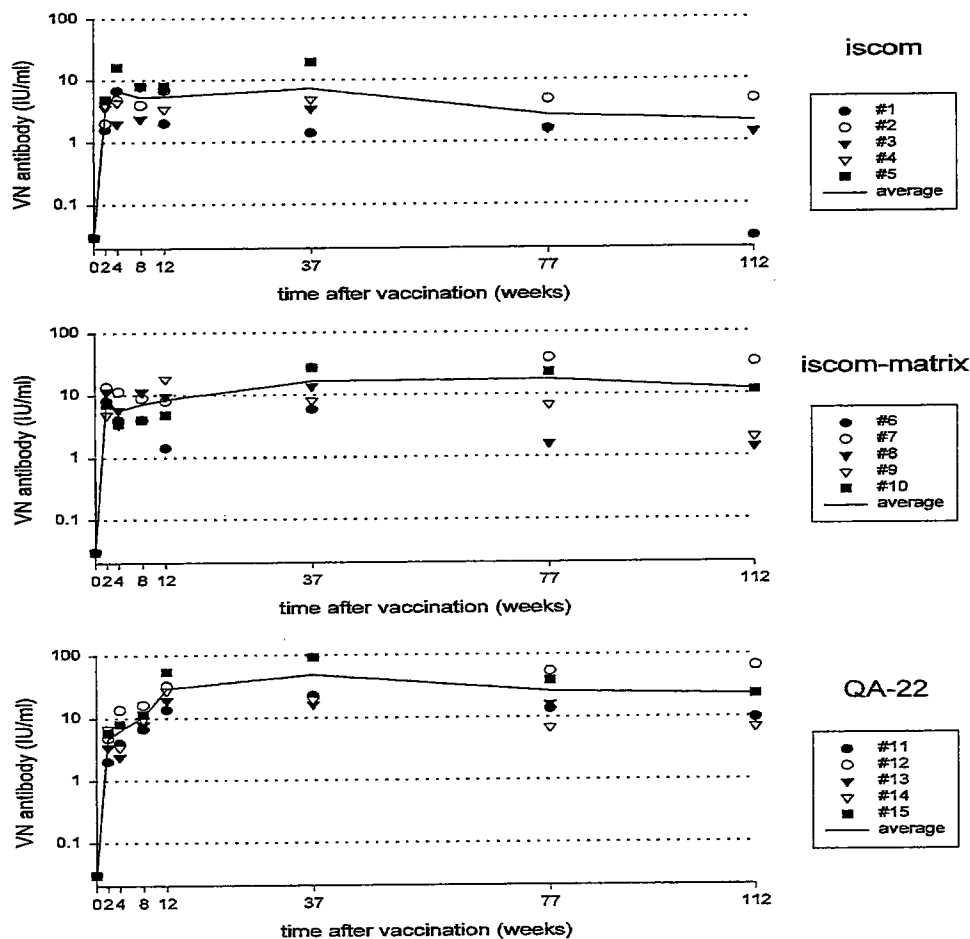 iscom
VN antibody (IU/ml)
100
10
1
0.1
0 2 4 8 12 37 77 112
time after vaccination (weeks)
#1
#2
#3
#4
#5
average
iscom-matrix
VN antibody (IU/ml)
100
10
1
0.1
0 2 4 8 12 37 77 112
time after vaccination (weeks)
#6
#7
#8
#9
#10
average
QA-22
VN antibody (IU/ml)
100
10
1
0.1
0 2 4 8 12 37 77 112
time after vaccination (weeks)
#11
#12
#13
#14
#15
average